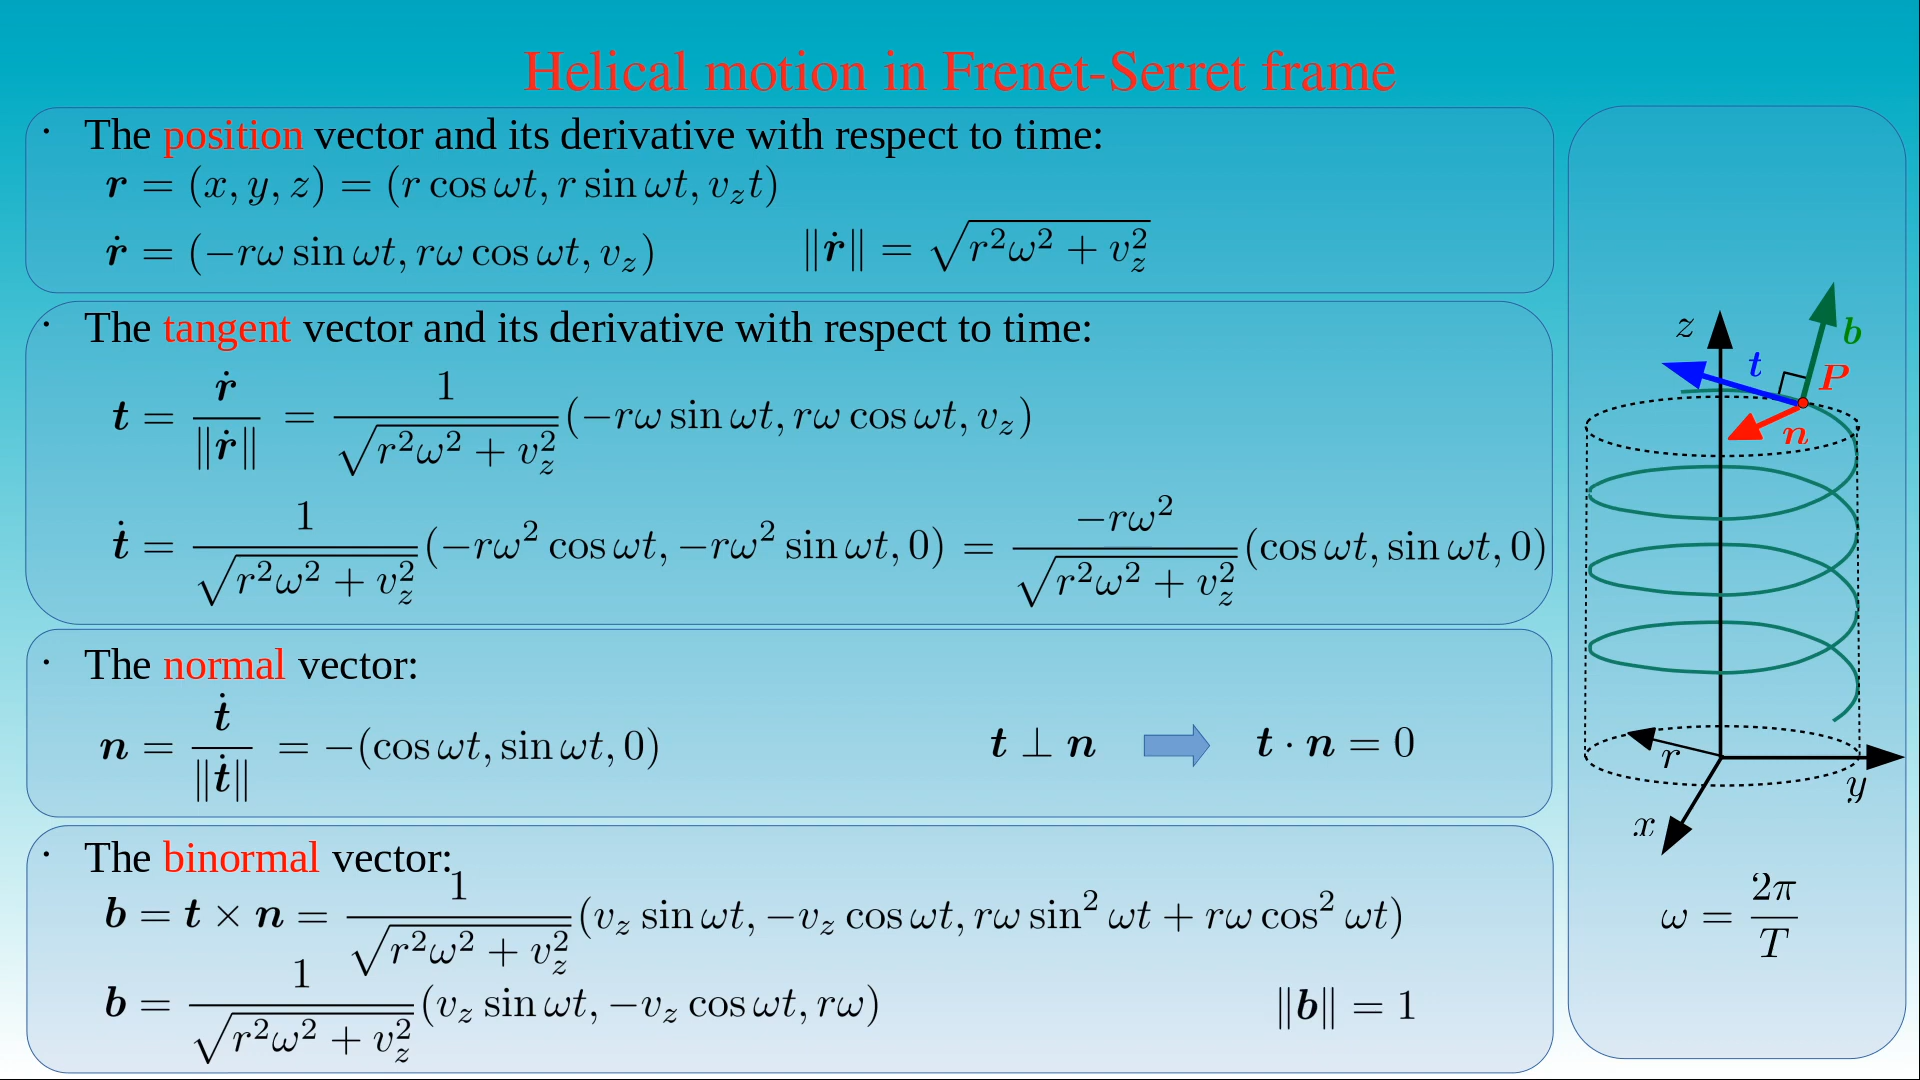 Helical motion in Frenet-Serret frame
· The position vector and its derivative with respect to time:
𝒓 = (x, y, z) = (r cos ωt, r sin ωt, v_z t)
ṙ = (−rω sin ωt, rω cos ωt, v_z)    ‖ṙ‖ = √(r²ω² + v_z²)
· The tangent vector and its derivative with respect to time:
t = ṙ/‖ṙ‖ = 1/√(r²ω² + v_z²) (−rω sin ωt, rω cos ωt, v_z)
ṫ = 1/√(r²ω² + v_z²) (−rω² cos ωt, −rω² sin ωt, 0) = −rω²/√(r²ω² + v_z²) (cos ωt, sin ωt, 0)
· The normal vector:
n = ṫ/‖ṫ‖ = −(cos ωt, sin ωt, 0)    t ⊥ n    t · n = 0
· The binormal vector:
b = t × n = 1/√(r²ω² + v_z²) (v_z sin ωt, −v_z cos ωt, rω sin² ωt + rω cos² ωt)
b = 1/√(r²ω² + v_z²) (v_z sin ωt, −v_z cos ωt, rω)    ‖b‖ = 1
z
b
t
P
n
r
y
x
ω = 2π/T